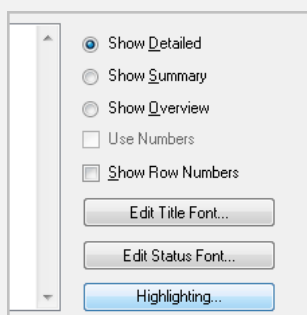 Show Detailed
Show Summary
Show Overview
Use Numbers
Show Row Numbers
Edit Title Font...
Edit Status Font...
Highlighting...